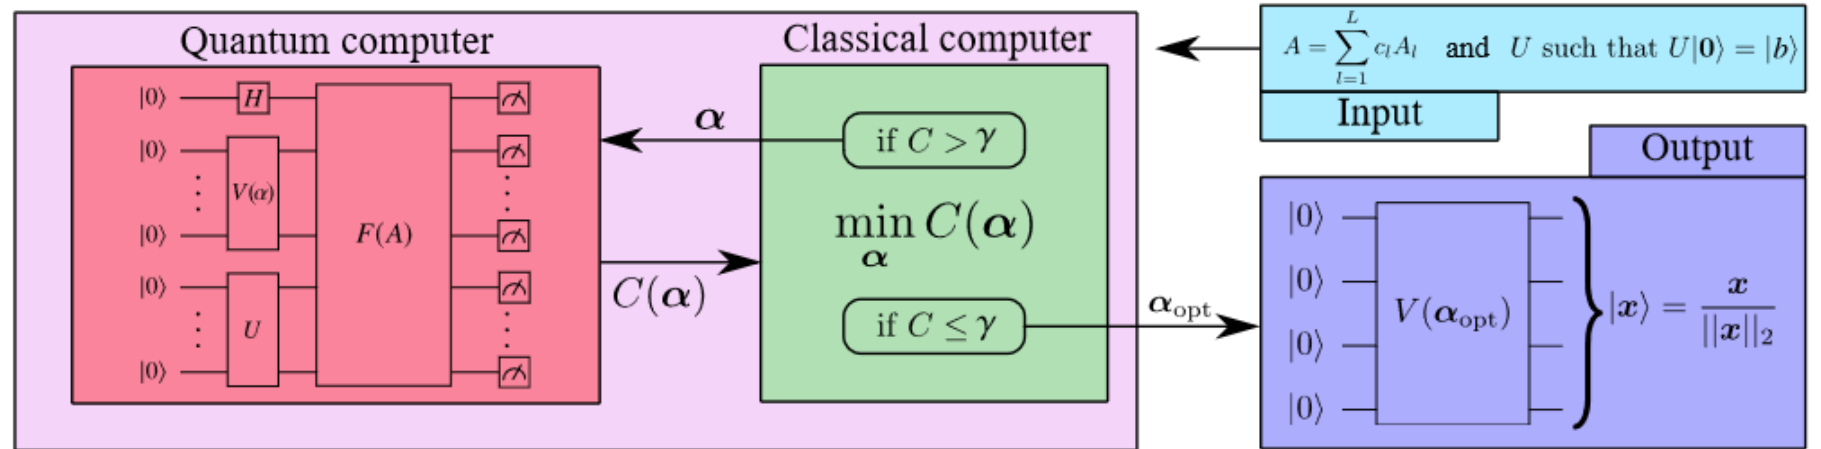 Quantum computer
|0⟩ H
|0⟩
⋮ V(α) ⋮
|0⟩ F(A)
|0⟩
⋮ U ⋮
|0⟩
α
C(α)
Classical computer
if C > γ
min C(α)
α
if C ≤ γ
α_opt
A = ∑_{l=1}^{L} c_l A_l and U such that U|0⟩ = |b⟩
Input
Output
|0⟩
|0⟩
|0⟩
|0⟩
V(α_opt)
|x⟩ = x / ||x||₂